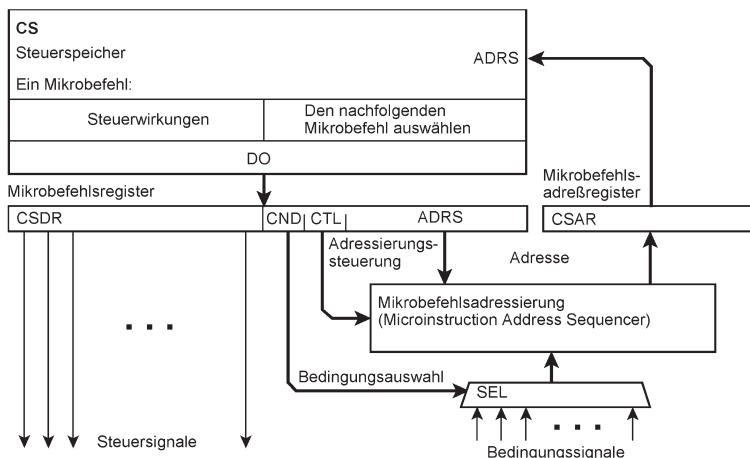 CS
Steuerspeicher
ADRS
Ein Mikrobefehl:
Steuerwirkungen
Den nachfolgenden
Mikrobefehl auswählen
DO
Mikrobefehlsregister
Mikrobefehls-
adreßregister
CSDR
CND
CTL
ADRS
CSAR
Adressierungs-
steuerung
Adresse
Mikrobefehlsadressierung
(Microinstruction Address Sequencer)
Bedingungsauswahl
SEL
Steuersignale
Bedingungssignale